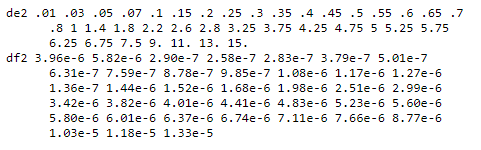 de2 .01 .03 .05 .07 .1 .15 .2 .25 .3 .35 .4 .45 .5 .55 .6 .65 .7
.8 1 1.4 1.8 2.2 2.6 2.8 3.25 3.75 4.25 4.75 5 5.25 5.75
6.25 6.75 7.5 9. 11. 13. 15.
df2 3.96e-6 5.82e-6 2.90e-7 2.58e-7 2.83e-7 3.79e-7 5.01e-7
6.31e-7 7.59e-7 8.78e-7 9.85e-7 1.08e-6 1.17e-6 1.27e-6
1.36e-7 1.44e-6 1.52e-6 1.68e-6 1.98e-6 2.51e-6 2.99e-6
3.42e-6 3.82e-6 4.01e-6 4.41e-6 4.83e-6 5.23e-6 5.60e-6
5.80e-6 6.01e-6 6.37e-6 6.74e-6 7.11e-6 7.66e-6 8.77e-6
1.03e-5 1.18e-5 1.33e-5